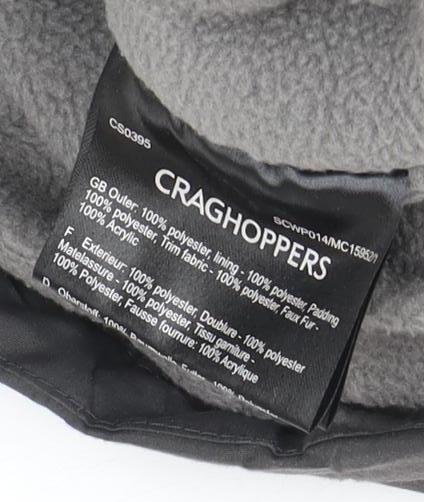 CS0395
CRAGHOPPERS
SCWP014/MC159521
GB Outer: 100% polyester, lining - 100% polyester, Padding
100% polyester, Trim fabric - 100% polyester, Faux Fur -
100% Acrylic
F Exterieur: 100% polyester, Doublure - 100% polyester
Matelassure - 100% polyester, Tissu garniture -
100% Polyester, Fausse fourrure: 100% Acrylique
D Oberstoff: 100%